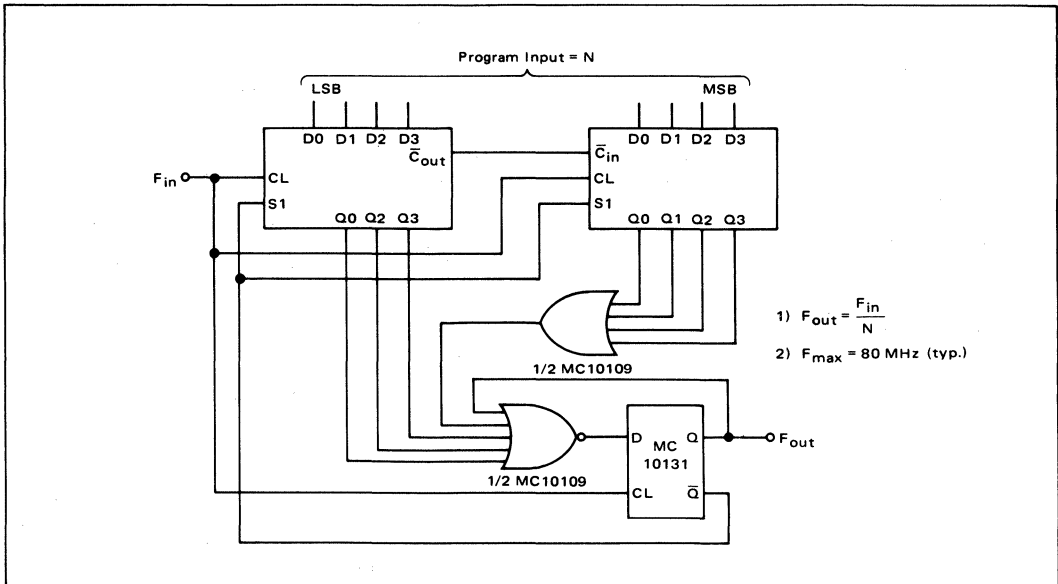 Program Input = N
LSB
MSB
D0 D1 D2 D3
D0 D1 D2 D3
C̅out
C̅in
Fin
CL
CL
S1
S1
Q0 Q2 Q3
Q0 Q1 Q2 Q3
1) Fout = Fin
N
2) Fmax = 80 MHz (typ.)
1/2 MC10109
D MC Q
10131
Fout
1/2 MC10109
CL Q̅